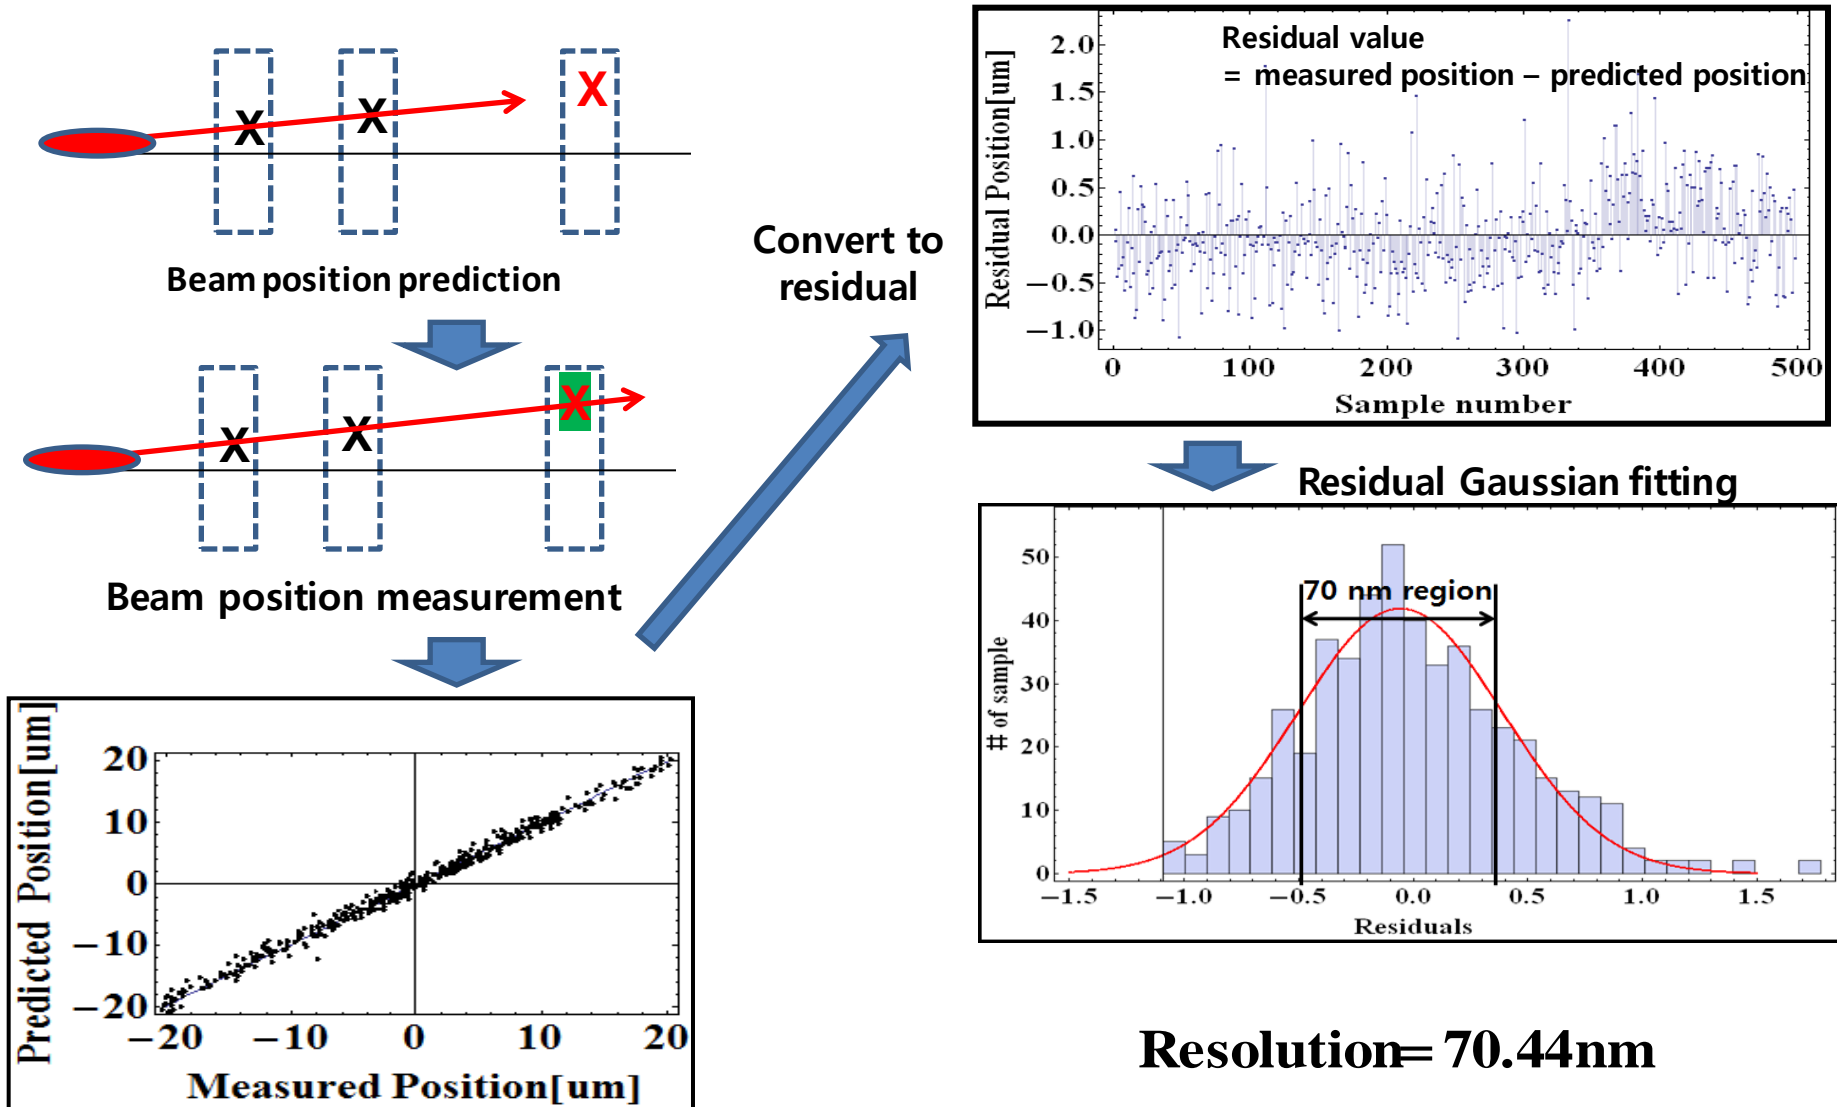 X
X
X
Beam position prediction
X
X
X
Beam position measurement
Predicted Position[um]
20
10
0
−10
−20
−20
−10
0
10
20
Measured Position[um]
Convert to
residual
Residual value
= measured position – predicted position
Residual Position[um]
2.0
1.5
1.0
0.5
0.0
−0.5
−1.0
0
100
200
300
400
500
Sample number
Residual Gaussian fitting
70 nm region
# of sample
50
40
30
20
10
0
−1.5
−1.0
−0.5
0.0
0.5
1.0
1.5
Residuals
Resolution= 70.44nm